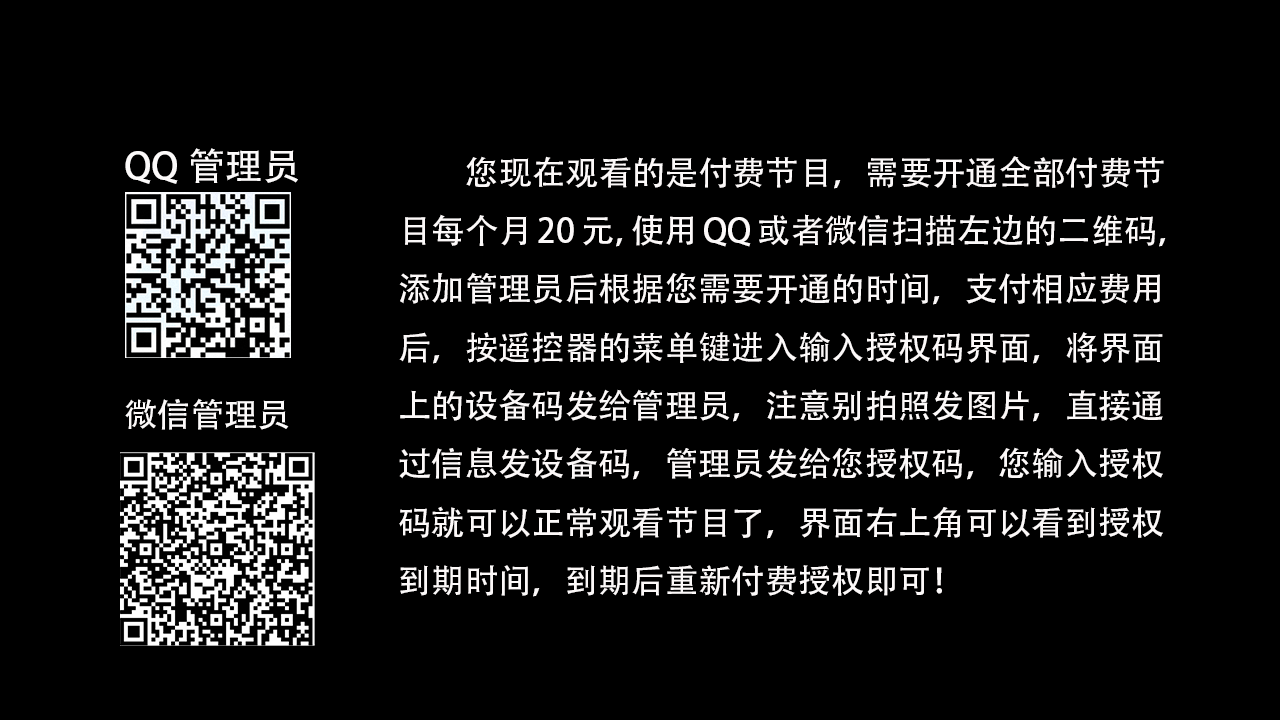 QQ 管理员
微信管理员
您现在观看的是付费节目，需要开通全部付费节
目每个月20元,使用QQ或者微信扫描左边的二维码,
添加管理员后根据您需要开通的时间，支付相应费用
后，按遥控器的菜单键进入输入授权码界面，将界面
上的设备码发给管理员，注意别拍照发图片，直接通
过信息发设备码，管理员发给您授权码，您输入授权
码就可以正常观看节目了，界面右上角可以看到授权
到期时间，到期后重新付费授权即可！